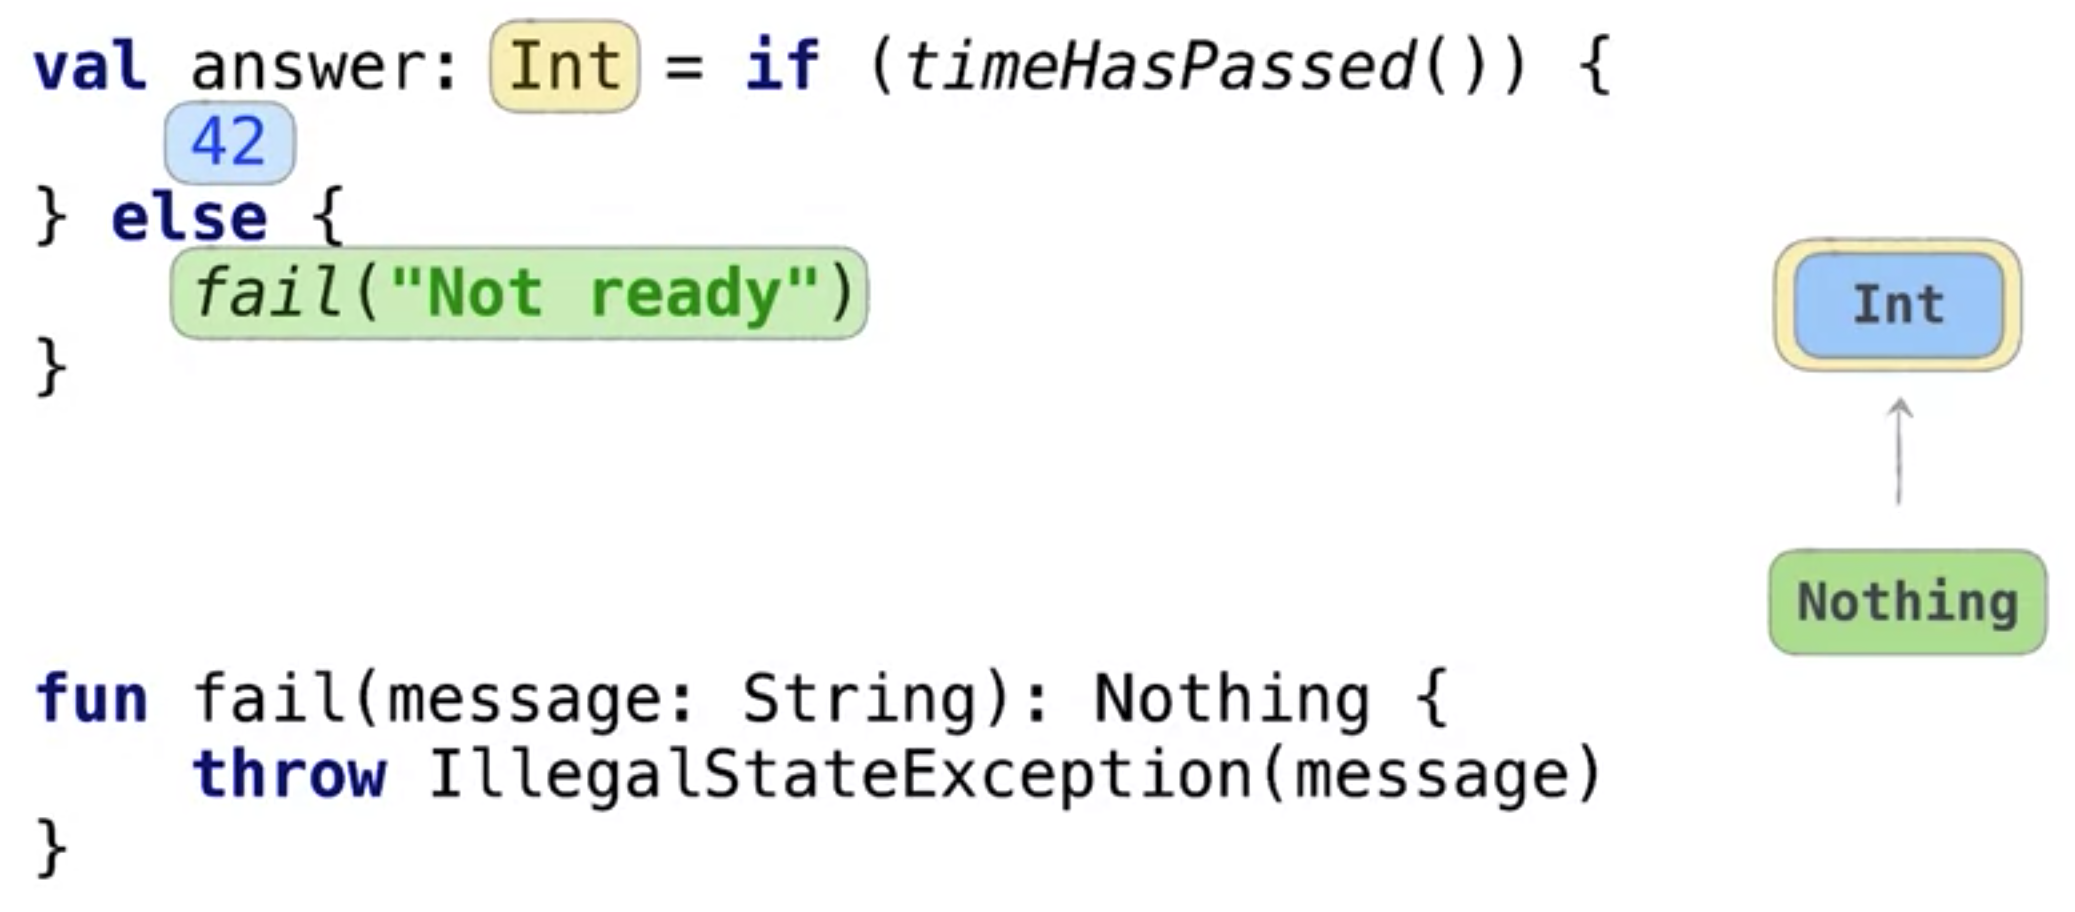 val answer: Int = if (timeHasPassed()) {
42
} else {
fail("Not ready")
}
Int
Nothing
fun fail(message: String): Nothing {
throw IllegalStateException(message)
}